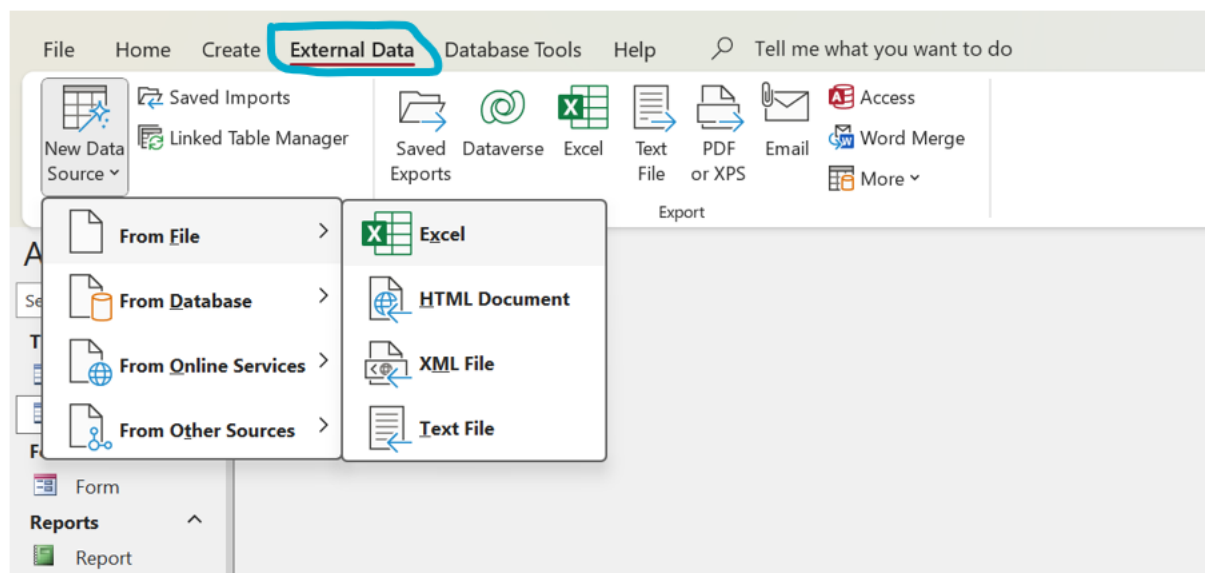 File Home Create External Data Database Tools Help Tell me what you want to do
New Data Source
Saved Imports
Linked Table Manager
Saved Exports
Dataverse
Excel
Text File
PDF or XPS
Email
Access
Word Merge
More
Export
From File
From Database
From Online Services
From Other Sources
Excel
HTML Document
XML File
Text File
A
Se
T
F
Form
Reports
Report